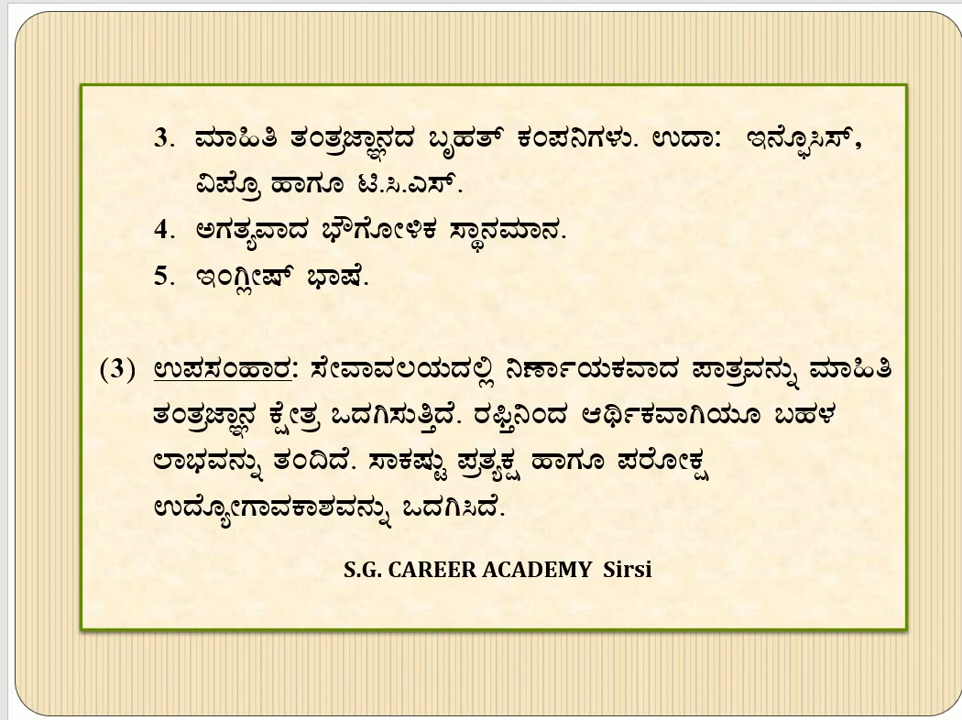 3. ಮಾಹಿತಿ ತಂತ್ರಜ್ಞಾನದ ಬೃಹತ್ ಕಂಪನಿಗಳು. ಉದಾ: ಇನ್ಫೊಸಿಸ್,
ವಿಪ್ರೊ ಹಾಗೂ ಟಿ.ಸಿ.ಎಸ್.
4. ಅಗತ್ಯವಾದ ಭೌಗೋಳಿಕ ಸ್ಥಾನಮಾನ.
5. ಇಂಗ್ಲೀಷ್ ಭಾಷೆ.
(3) ಉಪಸಂಹಾರ: ಸೇವಾವಲಯದಲ್ಲಿ ನಿರ್ಣಾಯಕವಾದ ಪಾತ್ರವನ್ನು ಮಾಹಿತಿ
ತಂತ್ರಜ್ಞಾನ ಕ್ಷೇತ್ರ ಒದಗಿಸುತ್ತಿದೆ. ರಫ್ತಿನಿಂದ ಆರ್ಥಿಕವಾಗಿಯೂ ಬಹಳ
ಲಾಭವನ್ನು ತಂದಿದೆ. ಸಾಕಷ್ಟು ಪ್ರತ್ಯಕ್ಷ ಹಾಗೂ ಪರೋಕ್ಷ
ಉದ್ಯೋಗಾವಕಾಶವನ್ನು ಒದಗಿಸಿದೆ.
S.G. CAREER ACADEMY Sirsi